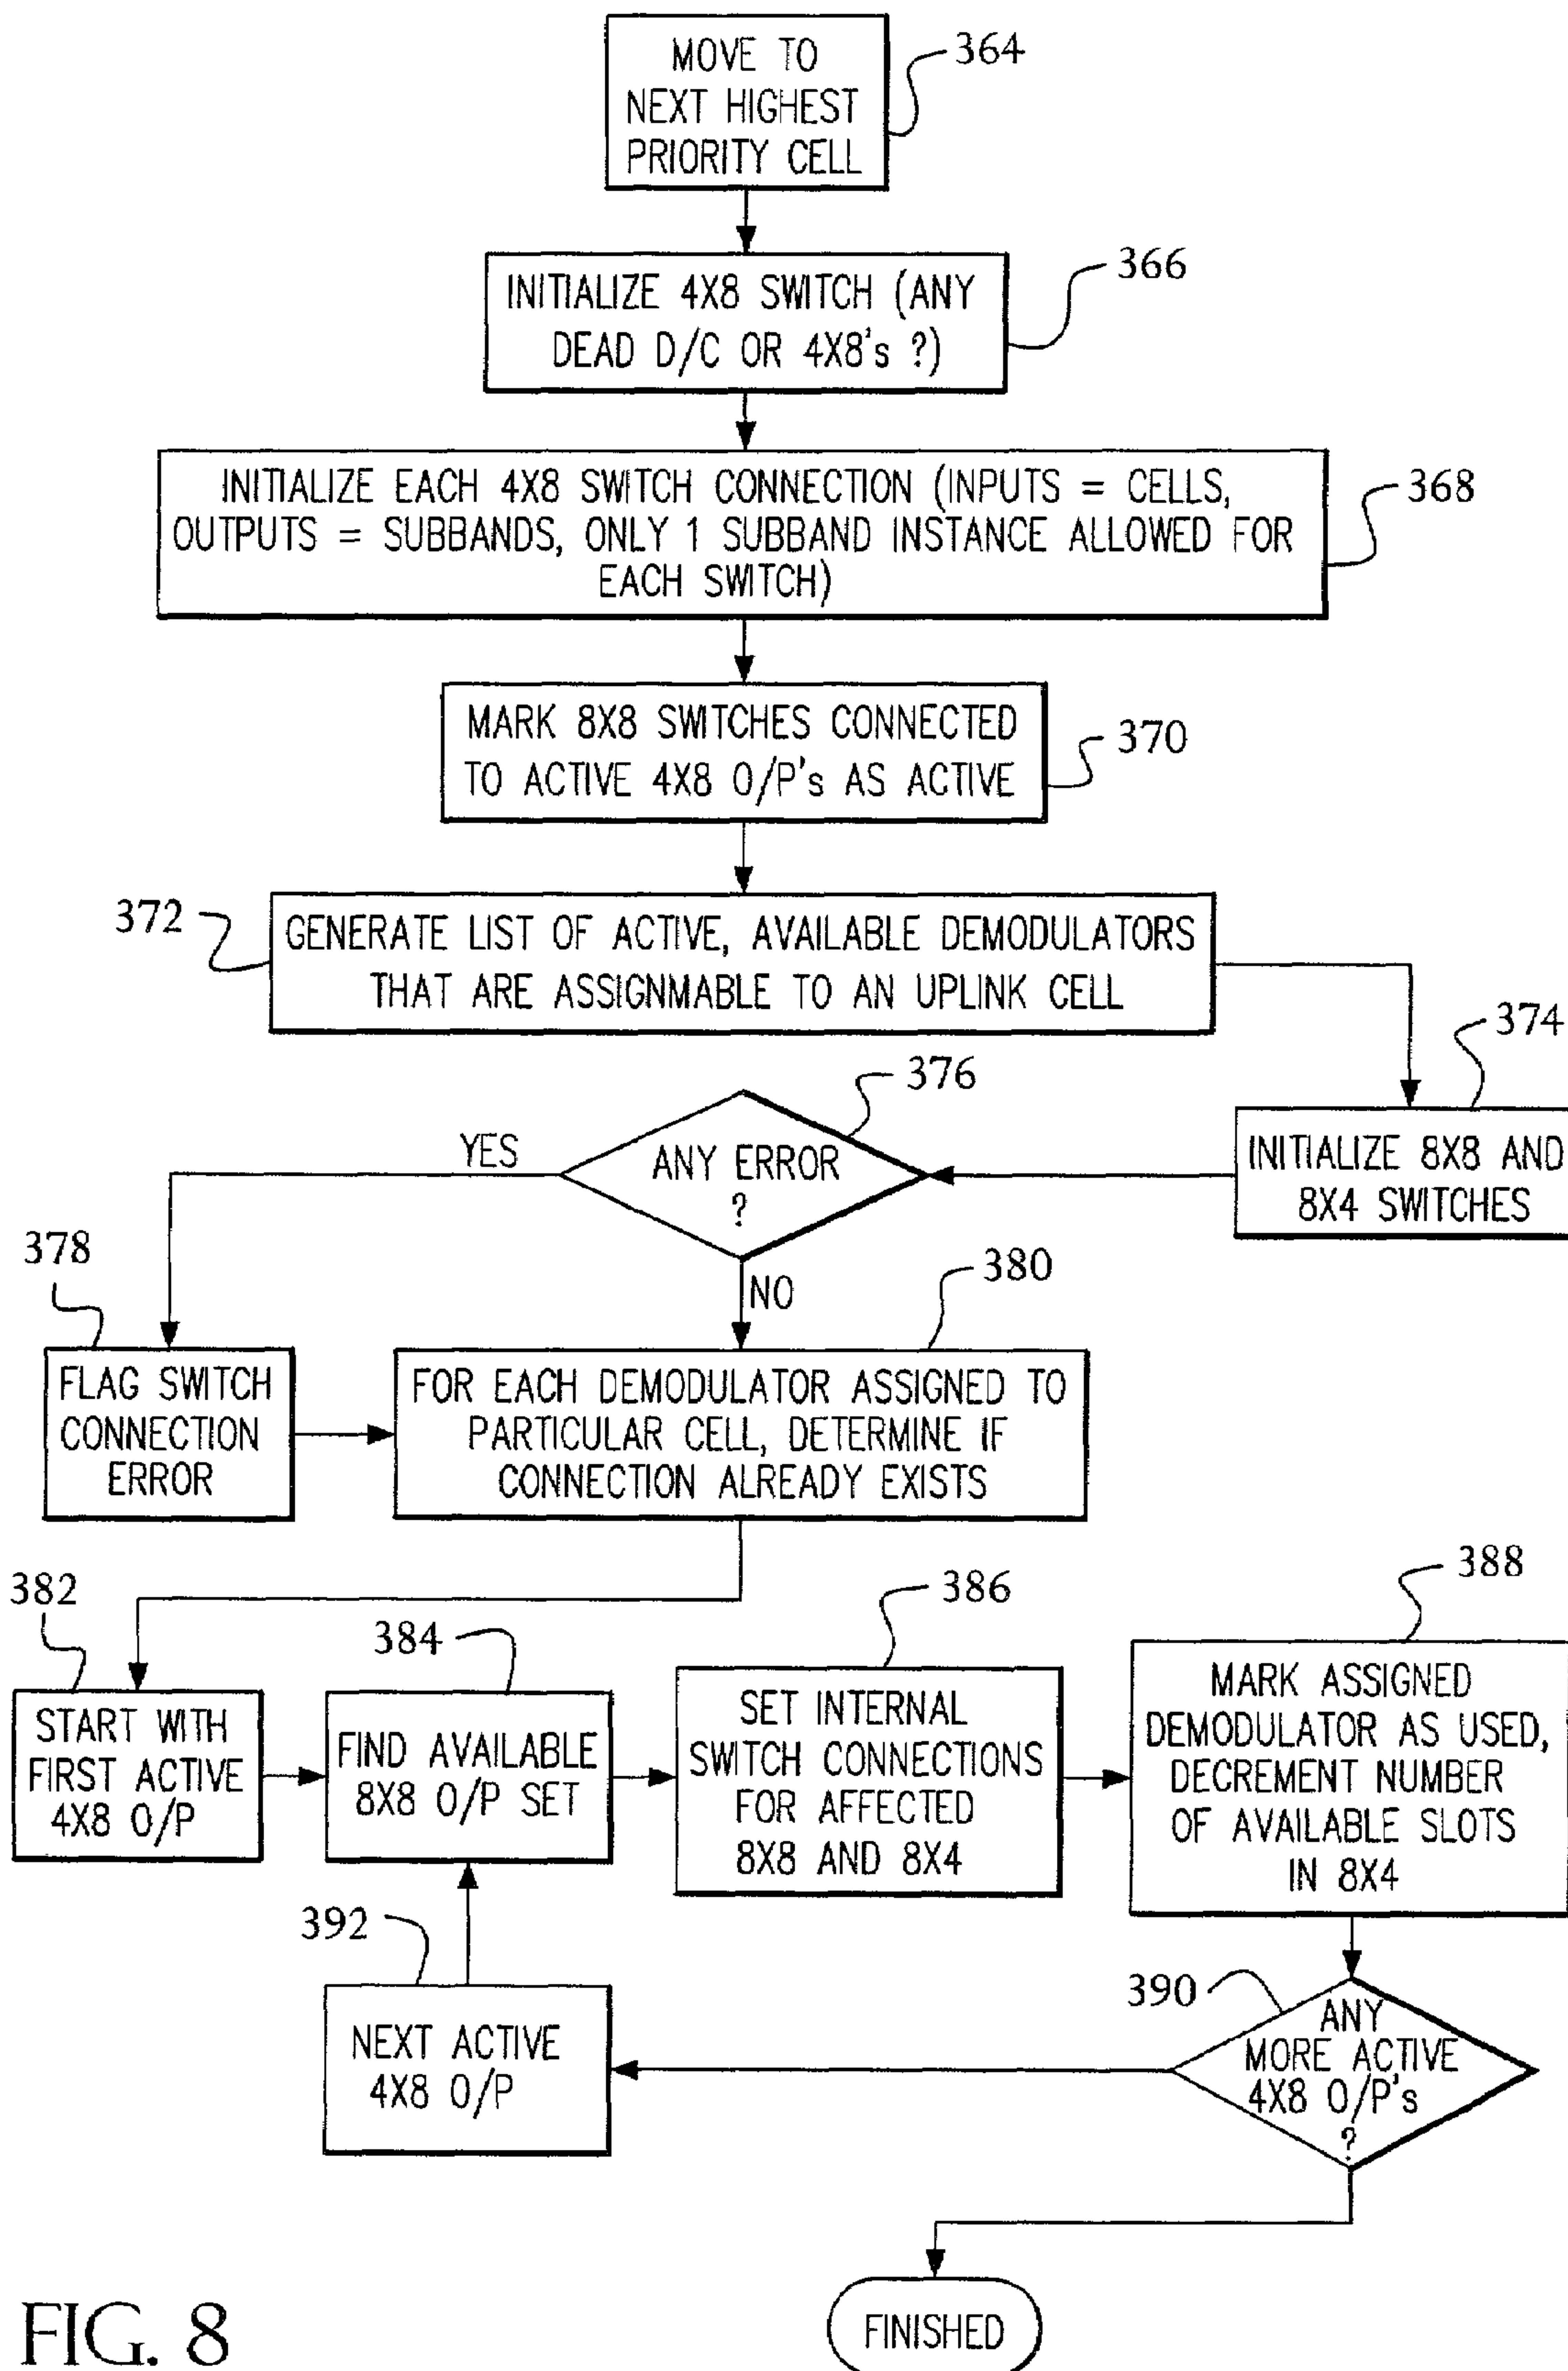 MOVE TO
NEXT HIGHEST
PRIORITY CELL
364
INITIALIZE 4X8 SWITCH (ANY
DEAD D/C OR 4X8's ?)
366
INITIALIZE EACH 4X8 SWITCH CONNECTION (INPUTS = CELLS,
OUTPUTS = SUBBANDS, ONLY 1 SUBBAND INSTANCE ALLOWED FOR
EACH SWITCH)
368
MARK 8X8 SWITCHES CONNECTED
TO ACTIVE 4X8 O/P's AS ACTIVE
370
372
GENERATE LIST OF ACTIVE, AVAILABLE DEMODULATORS
THAT ARE ASSIGNMABLE TO AN UPLINK CELL
374
INITIALIZE 8X8 AND
8X4 SWITCHES
376
ANY ERROR
?
YES
NO
378
FLAG SWITCH
CONNECTION
ERROR
380
FOR EACH DEMODULATOR ASSIGNED TO
PARTICULAR CELL, DETERMINE IF
CONNECTION ALREADY EXISTS
382
START WITH
FIRST ACTIVE
4X8 O/P
384
FIND AVAILABLE
8X8 O/P SET
386
SET INTERNAL
SWITCH CONNECTIONS
FOR AFFECTED
8X8 AND 8X4
388
MARK ASSIGNED
DEMODULATOR AS USED,
DECREMENT NUMBER
OF AVAILABLE SLOTS
IN 8X4
390
ANY
MORE ACTIVE
4X8 O/P's
?
392
NEXT ACTIVE
4X8 O/P
FINISHED
FIG. 8